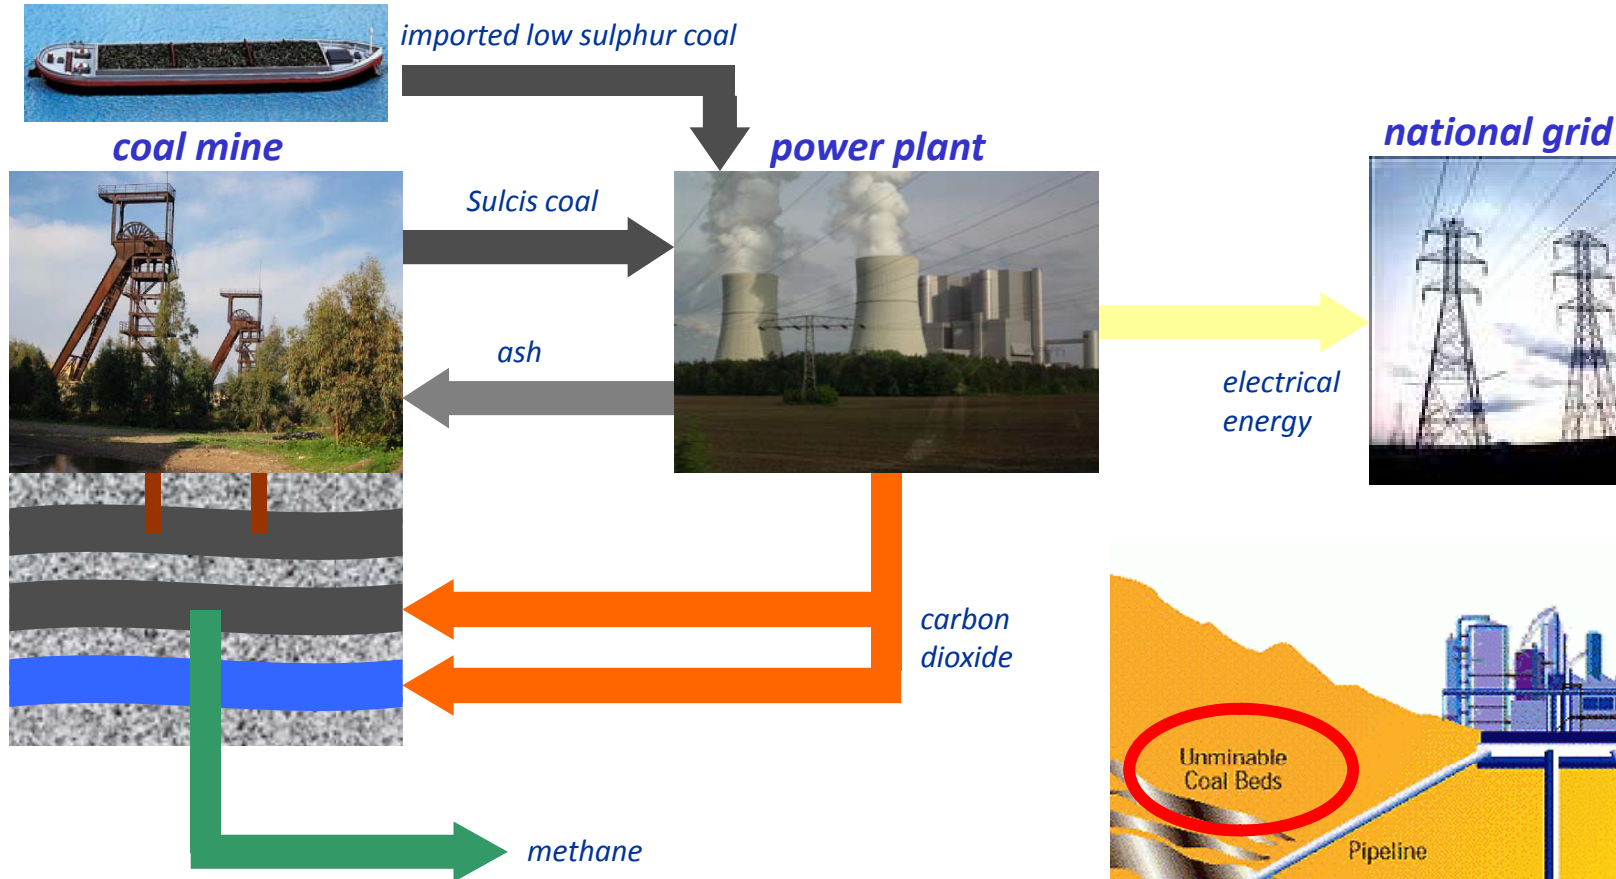 imported low sulphur coal
coal mine
power plant
national grid
Sulcis coal
ash
electrical
energy
carbon
dioxide
Unminable
Coal Beds
Pipeline
methane